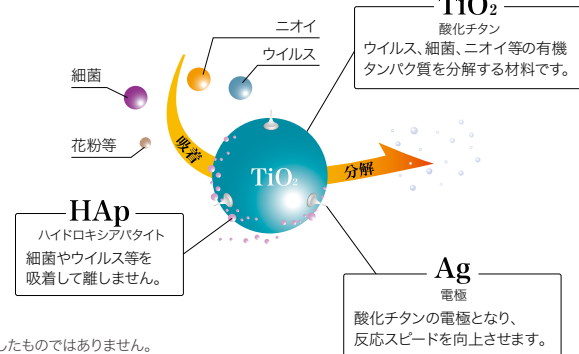 TiO₂
酸化チタン
ウイルス、細菌、ニオイ等の有機
タンパク質を分解する材料です。
ニオイ
ウイルス
細菌
花粉等
吸着
TiO₂
分解
HAp
ハイドロキシアパタイト
細菌やウイルス等を
吸着して離しません。
Ag
電極
酸化チタンの電極となり、
反応スピードを向上させます。
したものではありません。